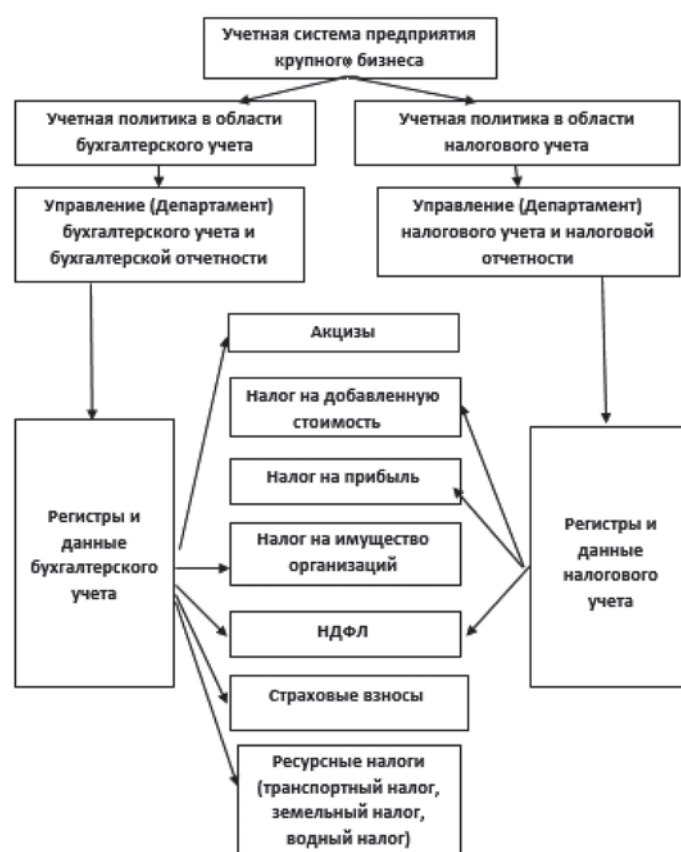 Учетная система предприятия
крупного бизнеса
Учетная политика в области
бухгалтерского учета
Учетная политика в области
налогового учета
Управление (Департамент)
бухгалтерского учета и
бухгалтерской отчетности
Управление (Департамент)
налогового учета и налоговой
отчетности
Акцизы
Налог на добавленную
стоимость
Налог на прибыль
Регистры и
данные
бухгалтерского
учета
Налог на имущество
организаций
Регистры и
данные
налогового
учета
НДФЛ
Страховые взносы
Ресурсные налоги
(транспортный налог,
земельный налог,
водный налог)